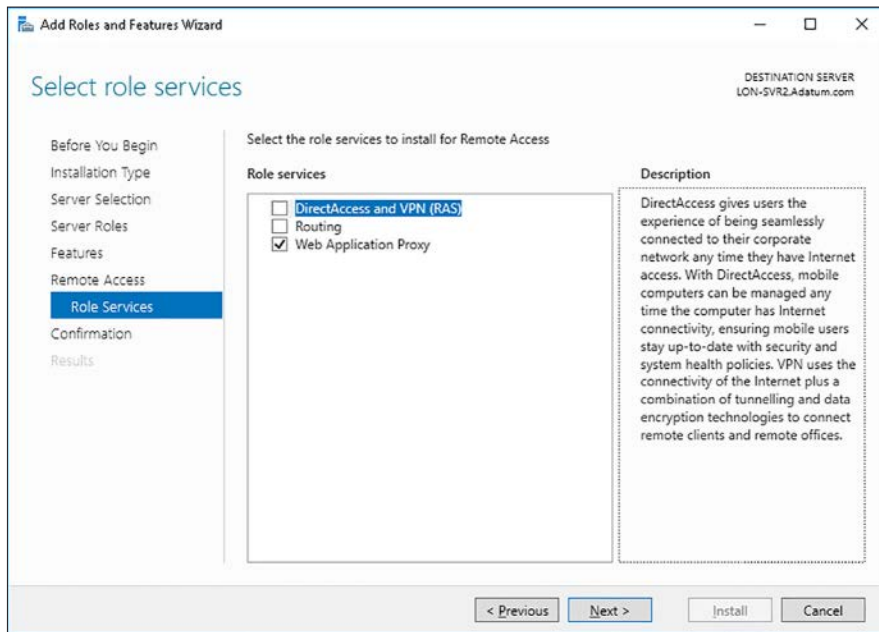 Add Roles and Features Wizard
Select role services
DESTINATION SERVER
LON-SVR2.Adatum.com
Before You Begin
Installation Type
Server Selection
Server Roles
Features
Remote Access
Role Services
Confirmation
Results
Select the role services to install for Remote Access
Role services
DirectAccess and VPN (RAS)
Routing
Web Application Proxy
Description
DirectAccess gives users the
experience of being seamlessly
connected to their corporate
network any time they have Internet
access. With DirectAccess, mobile
computers can be managed any
time the computer has Internet
connectivity, ensuring mobile users
stay up-to-date with security and
system health policies. VPN uses the
connectivity of the Internet plus a
combination of tunnelling and data
encryption technologies to connect
remote clients and remote offices.
< Previous
Next >
Install
Cancel